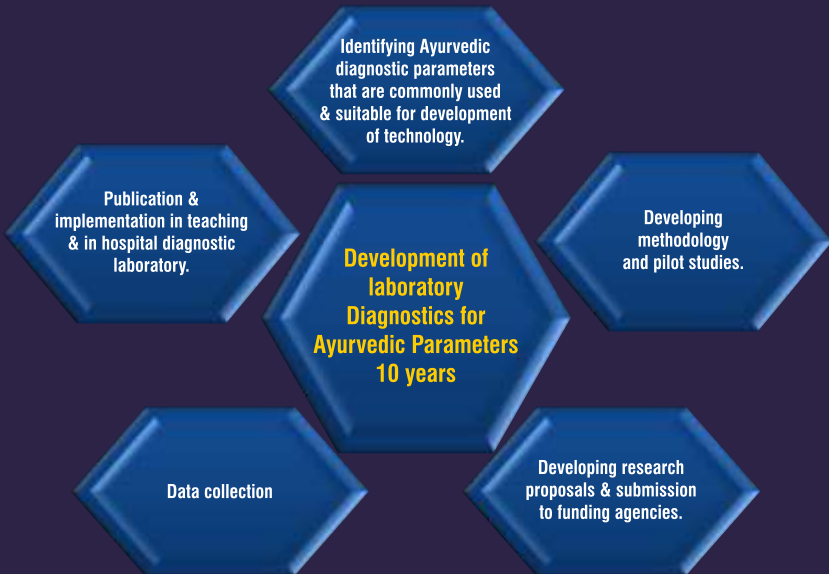 Identifying Ayurvedic
diagnostic parameters
that are commonly used
& suitable for development
of technology.
Publication &
implementation in teaching
& in hospital diagnostic
laboratory.
Developing
methodology
and pilot studies.
Development of
laboratory
Diagnostics for
Ayurvedic Parameters
10 years
Data collection
Developing research
proposals & submission
to funding agencies.